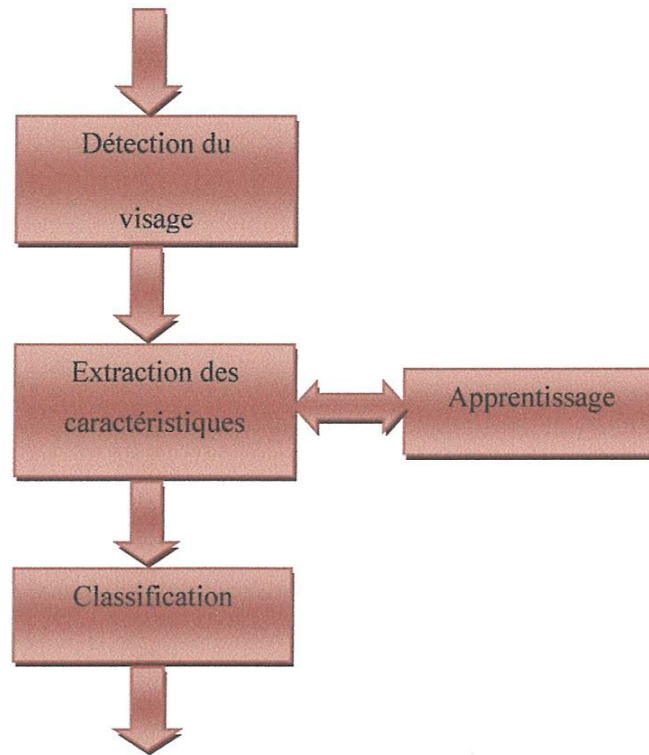 Détection du
visage
Extraction des
caractéristiques
Apprentissage
Classification